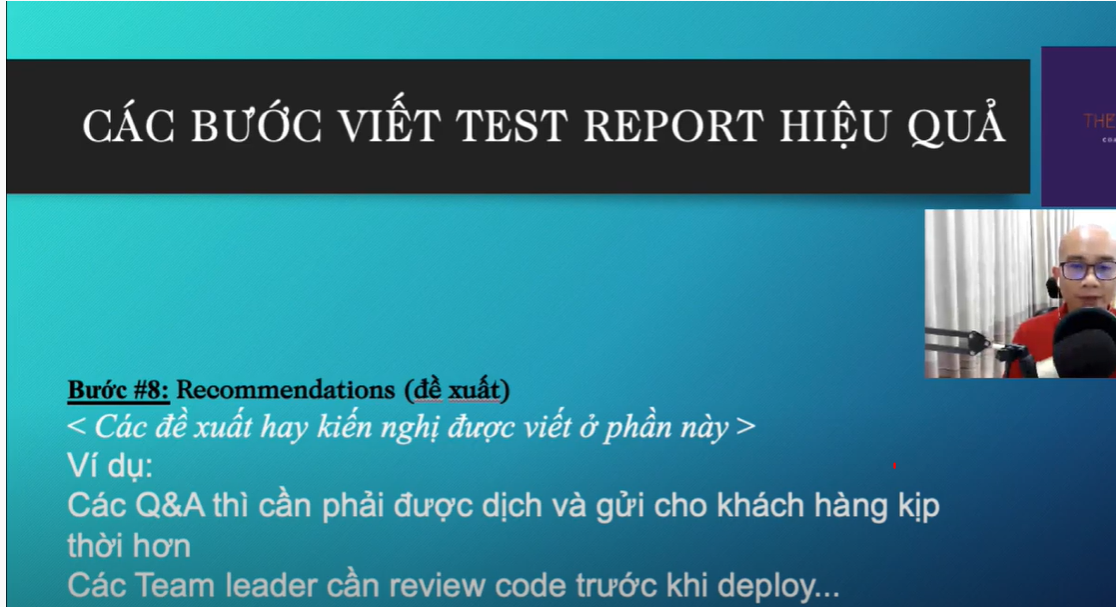 CÁC BƯỚC VIẾT TEST REPORT HIỆU QUẢ
THE
Bước #8: Recommendations (đề xuất)
< Các đề xuất hay kiến nghị được viết ở phần này >
Ví dụ:
Các Q&A thì cần phải được dịch và gửi cho khách hàng kịp
thời hơn
Các Team leader cần review code trước khi deploy...